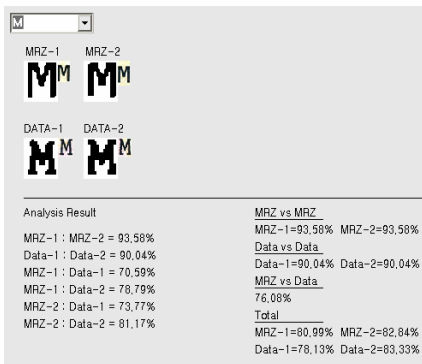 M
MRZ-1 MRZ-2
M M M M
DATA-1 DATA-2
M M M M
Analysis Result
MRZ-1 : MRZ-2 = 93,58%
Data-1 : Data-2 = 90,04%
MRZ-1 : Data-1 = 70,59%
MRZ-1 : Data-2 = 78,79%
MRZ-2 : Data-1 = 73,77%
MRZ-2 : Data-2 = 81,17%
MRZ vs MRZ
MRZ-1=93,58% MRZ-2=93,58%
Data vs Data
Data-1=90,04% Data-2=90,04%
MRZ vs Data
76,08%
Total
MRZ-1=80,99% MRZ-2=82,84%
Data-1=78,13% Data-2=83,33%